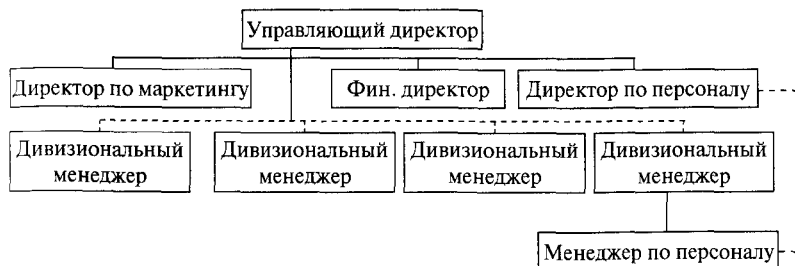 Управляющий директор
Директор по маркетингу
Фин. директор
Директор по персоналу
Дивизиональный
менеджер
Дивизиональный
менеджер
Дивизиональный
менеджер
Дивизиональный
менеджер
Менеджер по персоналу